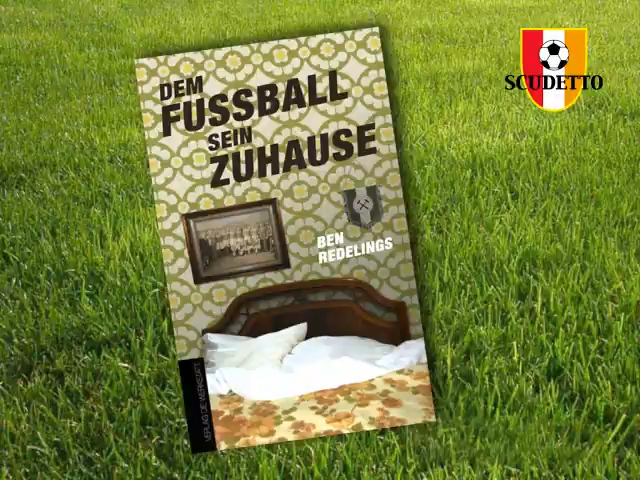 DEM
FUSSBALL
SEIN
ZUHAUSE
BEN
REDELINGS
VERLAG DIE WERKSTATT
SCUDETTO